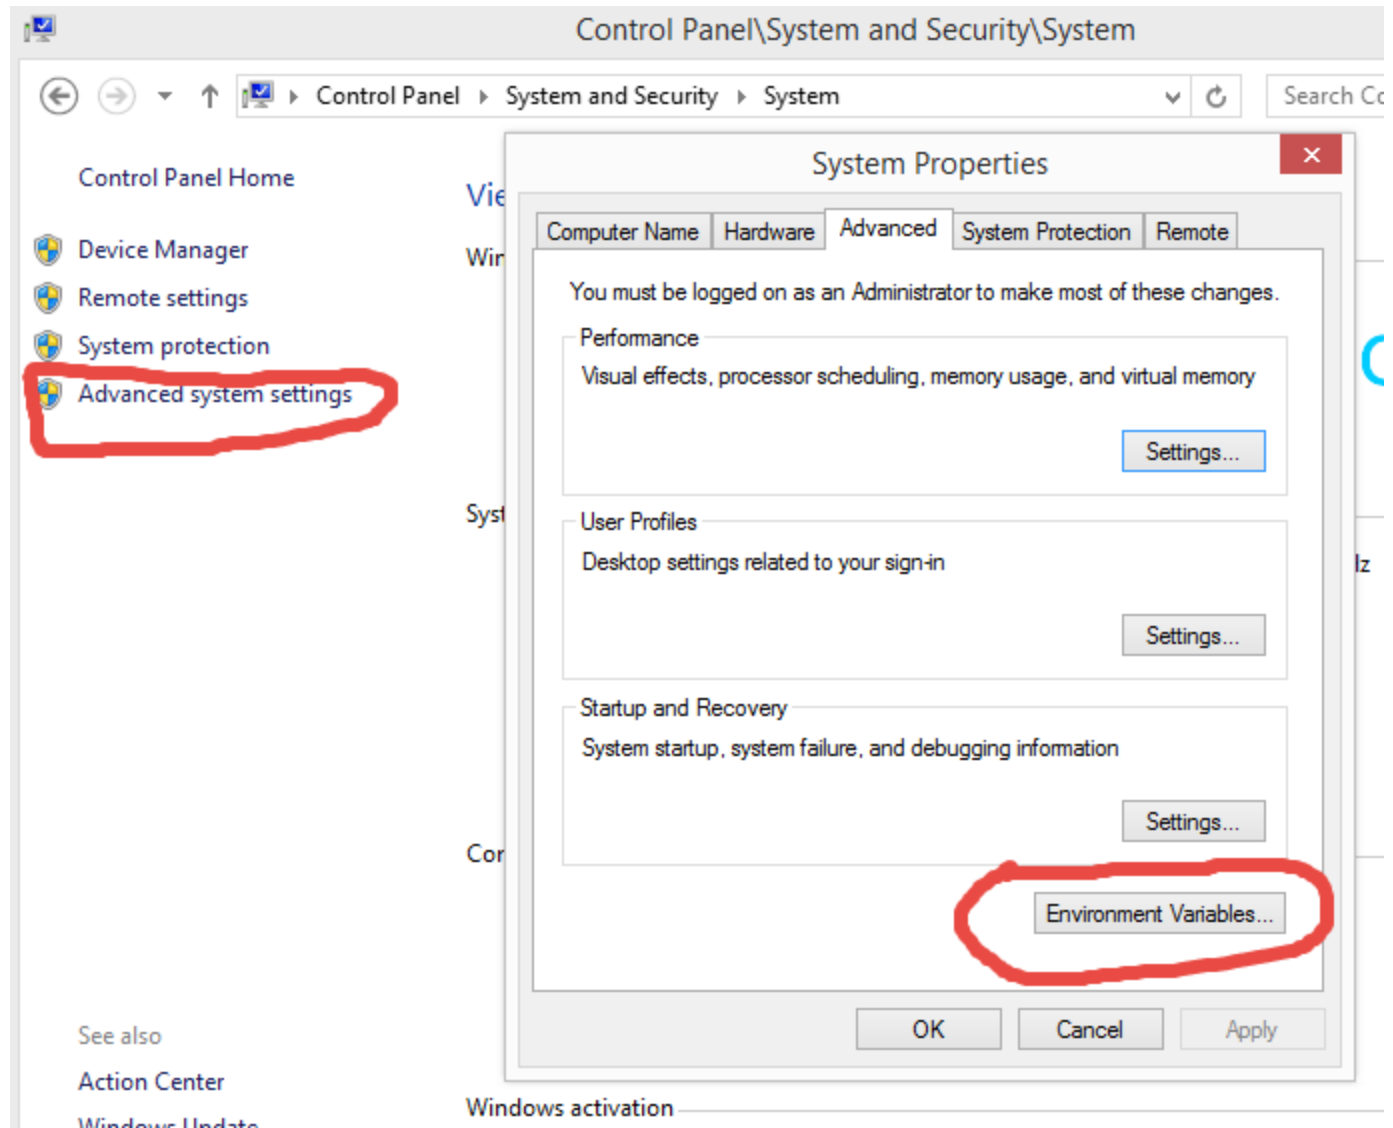 Control Panel\System and Security\System
Control Panel System and Security System
Search Co
Control Panel Home
Device Manager
Remote settings
System protection
Advanced system settings
See also
Action Center
Windows Update
Vie
Win
Syst
Cor
Windows activation
System Properties
Computer Name Hardware Advanced System Protection Remote
You must be logged on as an Administrator to make most of these changes.
Performance
Visual effects, processor scheduling, memory usage, and virtual memory
Settings...
User Profiles
Desktop settings related to your sign-in
Settings...
Startup and Recovery
System startup, system failure, and debugging information
Settings...
Environment Variables...
OK Cancel Apply